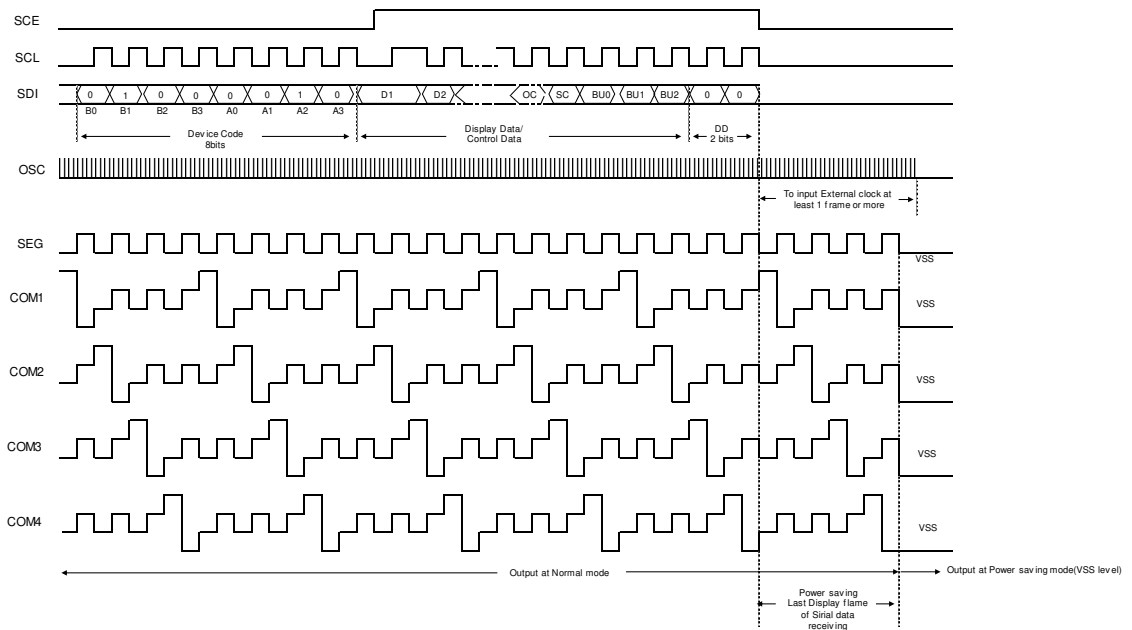 SCE
SCL
SDI
0 1 0 0 0 0 1 0 D1 D2 OC SC BU0 BU1 BU2 0 0
B0 B1 B2 B3 A0 A1 A2 A3
Device Code
8bits
Display Data/
Control Data
DD
2 bits
OSC
To input External clock at
least 1 frame or more
SEG
VSS
COM1
VSS
COM2
VSS
COM3
VSS
COM4
VSS
Output at Normal mode
Output at Power saving mode(VSS level)
Power saving
Last Display flame
of Sirial data
receiving